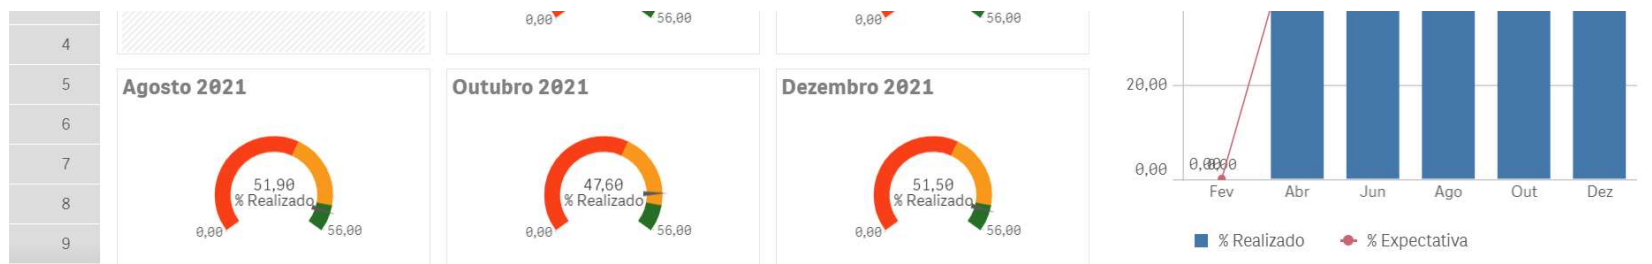 4
5
6
7
8
9
0,00 56,00
0,00 56,00
Agosto 2021
51,90
% Realizado
0,00 56,00
Outubro 2021
47,60
% Realizado
0,00 56,00
Dezembro 2021
51,50
% Realizado
0,00 56,00
20,00
0,00
Fev Abr Jun Ago Out Dez
% Realizado % Expectativa